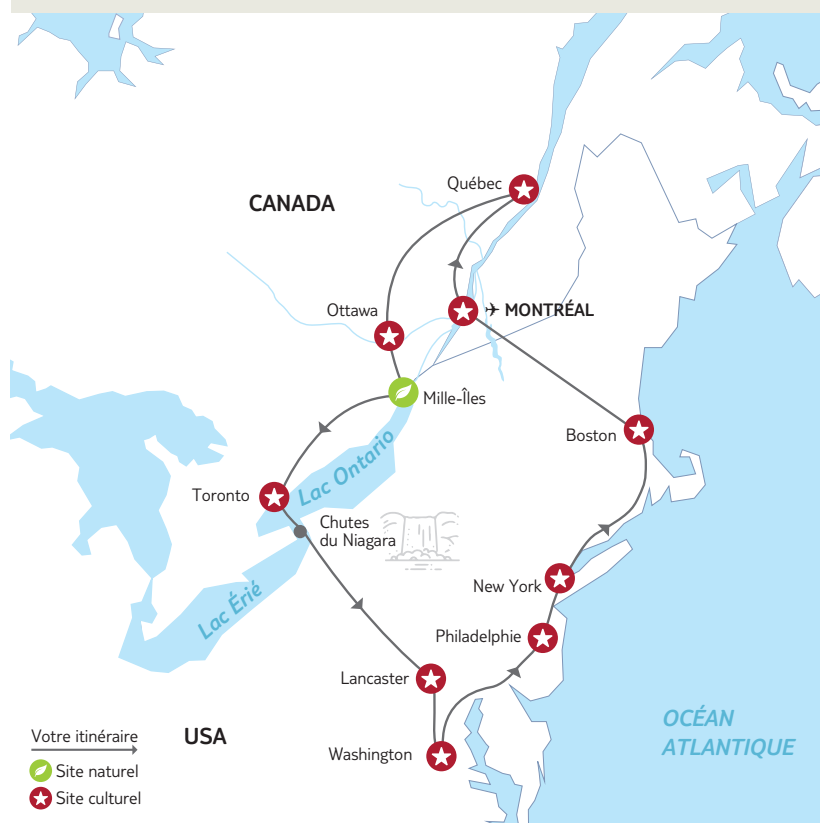 Québec
CANADA
Ottawa
MONTRÉAL
Mille-Îles
Boston
Lac Ontario
Toronto
Chutes
du Niagara
New York
Lac Érié
Philadelphie
Lancaster
OCÉAN
ATLANTIQUE
USA
Washington
Votre itinéraire
Site naturel
Site culturel